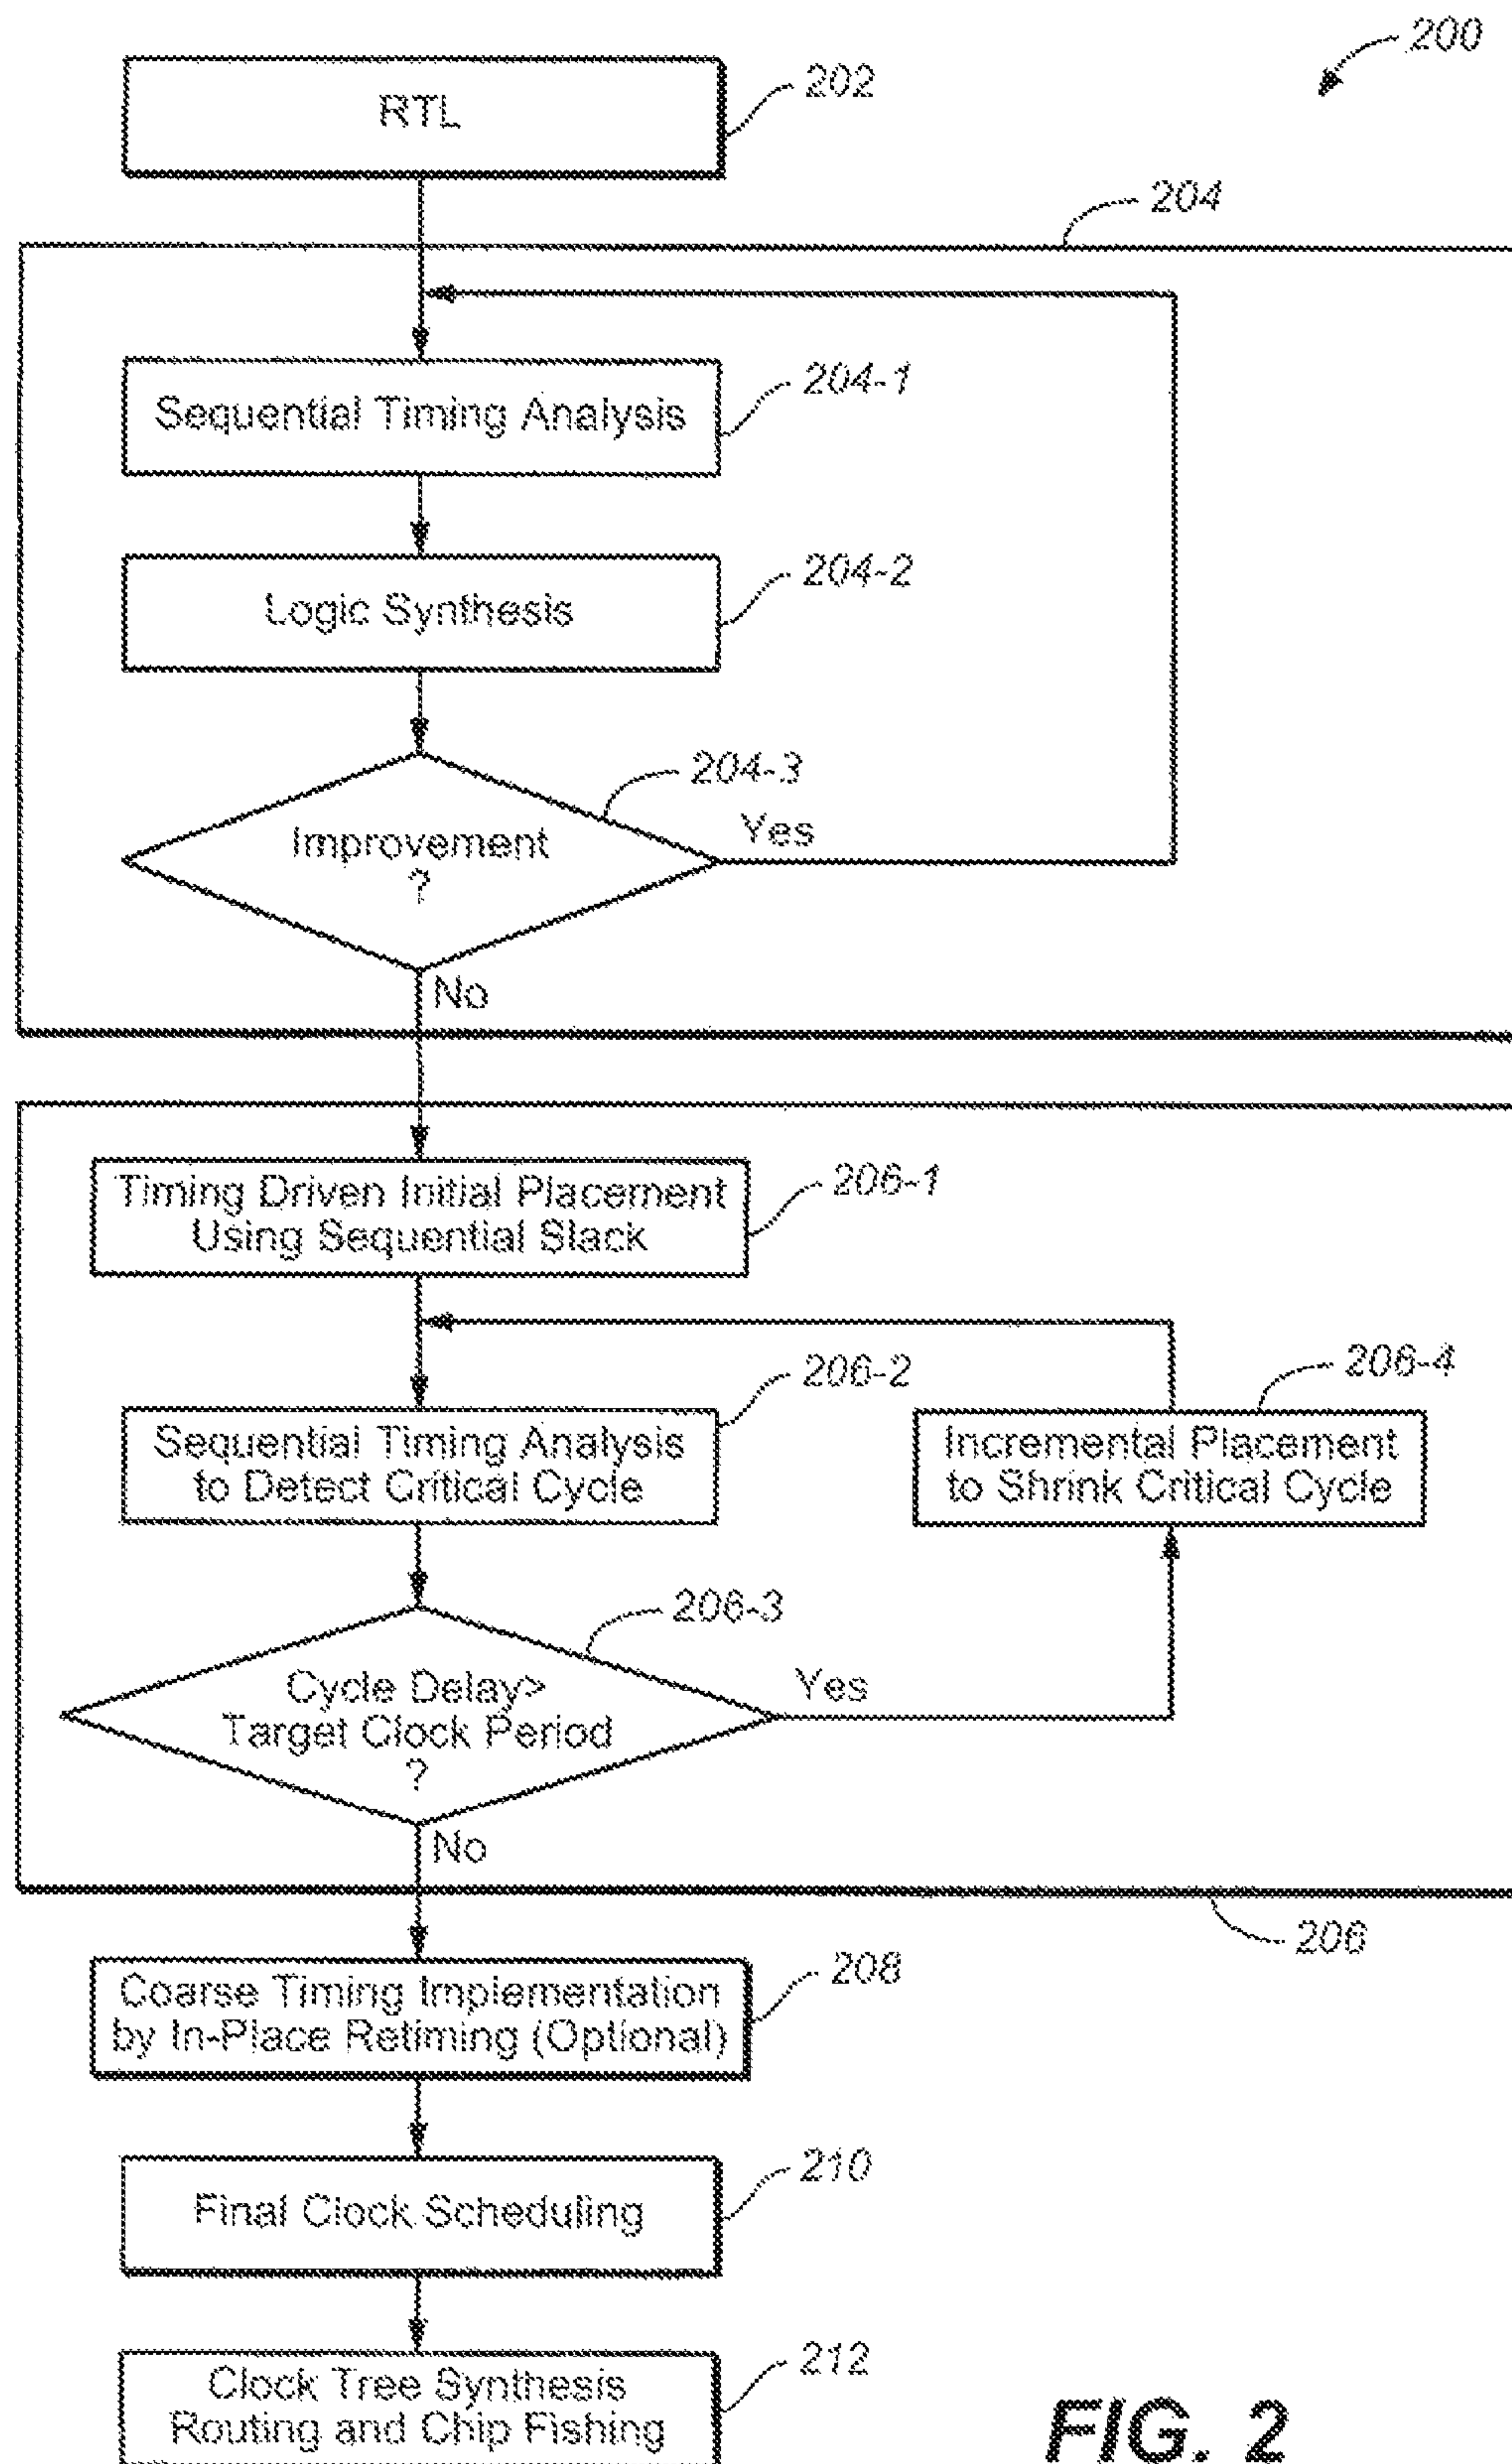 200
RTL
202
204
Sequential Timing Analysis
204-1
Logic Synthesis
204-2
204-3
Improvement
?
Yes
No
Timing Driven Initial Placement
Using Sequential Slack
206-1
Sequential Timing Analysis
to Detect Critical Cycle
206-2
Incremental Placement
to Shrink Critical Cycle
206-4
206-3
Cycle Delay>
Target Clock Period
?
Yes
No
206
Coarse Timing Implementation
by In-Place Retiming (Optional)
208
Final Clock Scheduling
210
Clock Tree Synthesis
Routing and Chip Fishing
212
FIG. 2